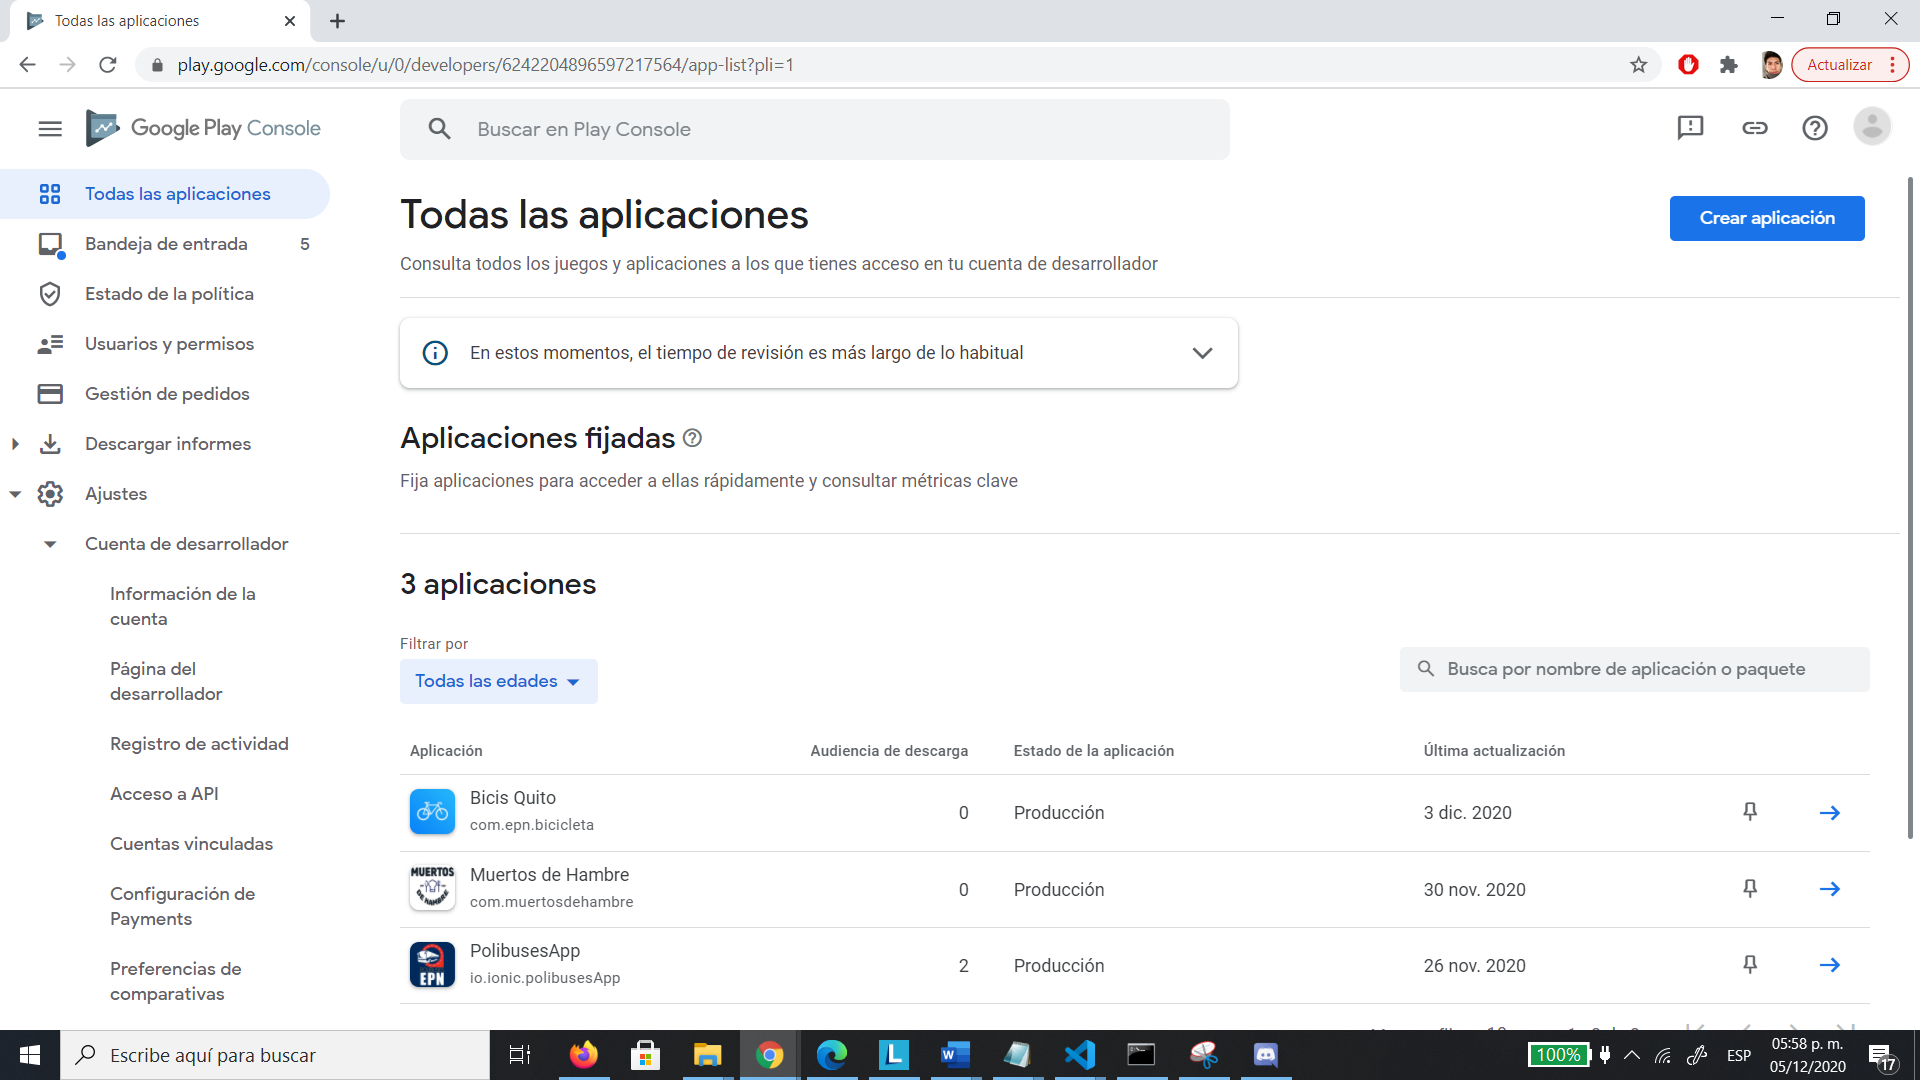 Todas las aplicaciones
play.google.com/console/u/0/developers/6242204896597217564/app-list?pli=1
Actualizar
Google Play Console
Buscar en Play Console
Todas las aplicaciones
Bandeja de entrada 5
Estado de la política
Usuarios y permisos
Gestión de pedidos
Descargar informes
Ajustes
Cuenta de desarrollador
Información de la
cuenta
Página del
desarrollador
Registro de actividad
Acceso a API
Cuentas vinculadas
Configuración de
Payments
Preferencias de
comparativas
Todas las aplicaciones
Crear aplicación
Consulta todos los juegos y aplicaciones a los que tienes acceso en tu cuenta de desarrollador
En estos momentos, el tiempo de revisión es más largo de lo habitual
Aplicaciones fijadas
Fija aplicaciones para acceder a ellas rápidamente y consultar métricas clave
3 aplicaciones
Filtrar por
Todas las edades
Busca por nombre de aplicación o paquete
Aplicación Audiencia de descarga Estado de la aplicación Última actualización
Bicis Quito
com.epn.bicicleta
0 Producción 3 dic. 2020
MUERTOS
DE HAMBRE
Muertos de Hambre
com.muertosdehambre
0 Producción 30 nov. 2020
EPN
PolibusesApp
io.ionic.polibusesApp
2 Producción 26 nov. 2020
Escribe aquí para buscar
100%
ESP
05:58 p. m.
05/12/2020
17